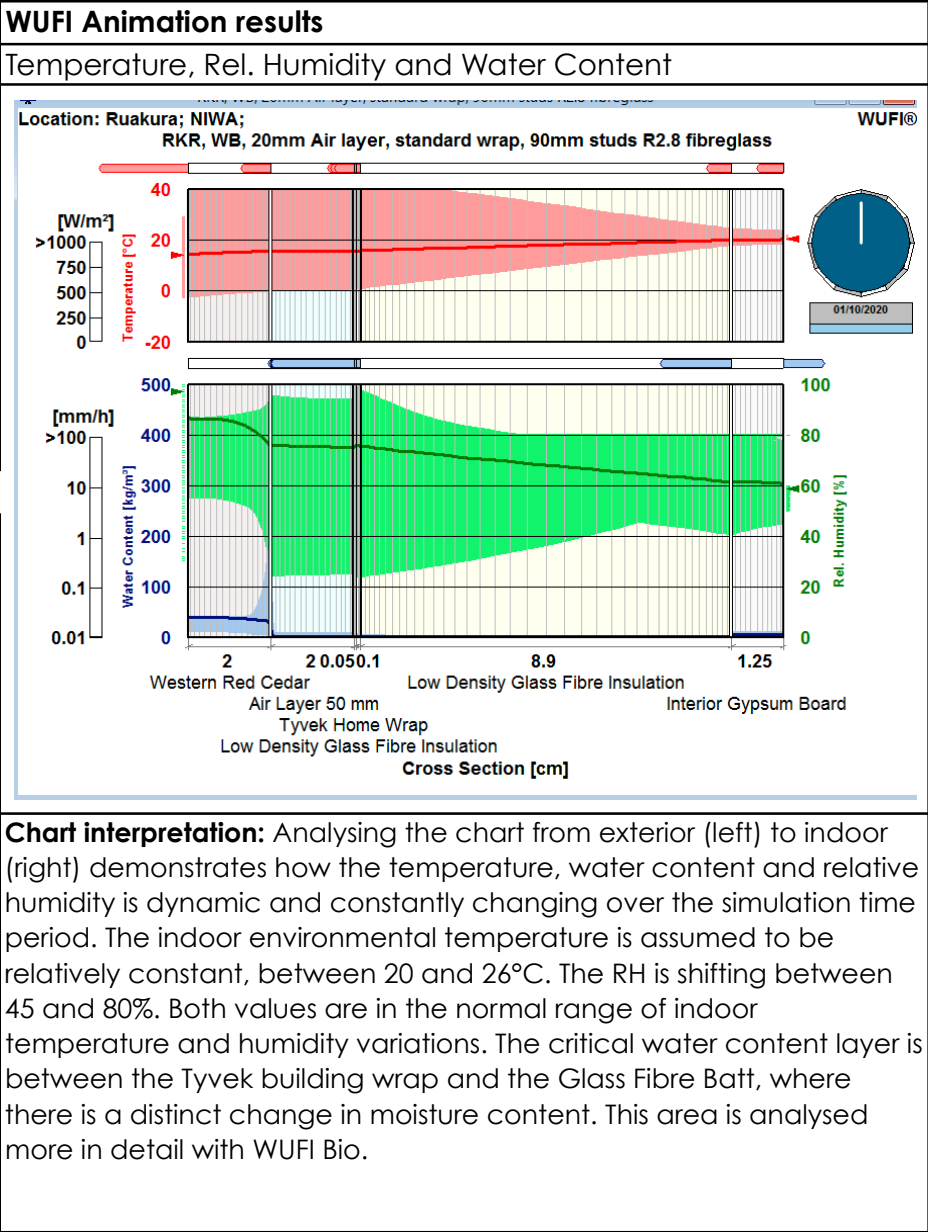 WUFI Animation results
Temperature, Rel. Humidity and Water Content
Location: Ruakura; NIWA;
WUFI®
RKR, WB, 20mm Air layer, standard wrap, 90mm studs R2.8 fibreglass
[W/m²]
>1000
750
500
250
0
Temperature [°C]
40
20
0
-20
01/10/2020
[mm/h]
>100
10
1
0.1
0.01
Water Content [kg/m³]
500
400
300
200
100
0
100
80
60
40
20
0
Rel. Humidity [%]
2 2 0.05 0.1 8.9 1.25
Western Red Cedar Low Density Glass Fibre Insulation
Air Layer 50 mm Interior Gypsum Board
Tyvek Home Wrap
Low Density Glass Fibre Insulation
Cross Section [cm]
Chart interpretation: Analysing the chart from exterior (left) to indoor
(right) demonstrates how the temperature, water content and relative
humidity is dynamic and constantly changing over the simulation time
period. The indoor environmental temperature is assumed to be
relatively constant, between 20 and 26°C. The RH is shifting between
45 and 80%. Both values are in the normal range of indoor
temperature and humidity variations. The critical water content layer is
between the Tyvek building wrap and the Glass Fibre Batt, where
there is a distinct change in moisture content. This area is analysed
more in detail with WUFI Bio.